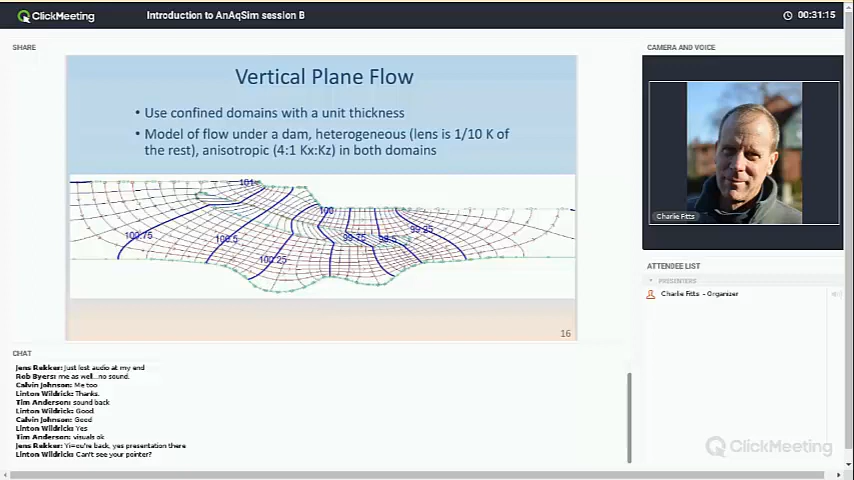 ClickMeeting
Introduction to AnAqSim session B
00:31:15
SHARE
CAMERA AND VOICE
Vertical Plane Flow
• Use confined domains with a unit thickness
• Model of flow under a dam, heterogeneous (lens is 1/10 K of
the rest), anisotropic (4:1 Kx:Kz) in both domains
101
100
100.75
100.5
100.25
99.75
99.5
99.25
16
Charlie Fitts
ATTENDEE LIST
PRESENTERS
Charlie Fitts - Organizer
CHAT
Jens Rekker: Just lost audio at my end
Rob Byers: me as well...no sound.
Calvin Johnson: Me too
Linton Wildrick: Thanks.
Tim Anderson: sound back
Linton Wildrick: Good
Calvin Johnson: Good
Linton Wildrick: Yes
Tim Anderson: visuals ok
Jens Rekker: Yi=ou're back, yes presentation there
Linton Wildrick: Can't see your pointer?
ClickMeeting